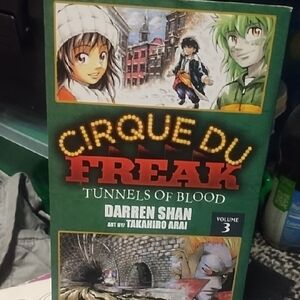 CIRQUE DU
FREAK
TUNNELS OF BLOOD
DARREN SHAN
ART BY TAKAHIRO ARAI
VOLUME
3